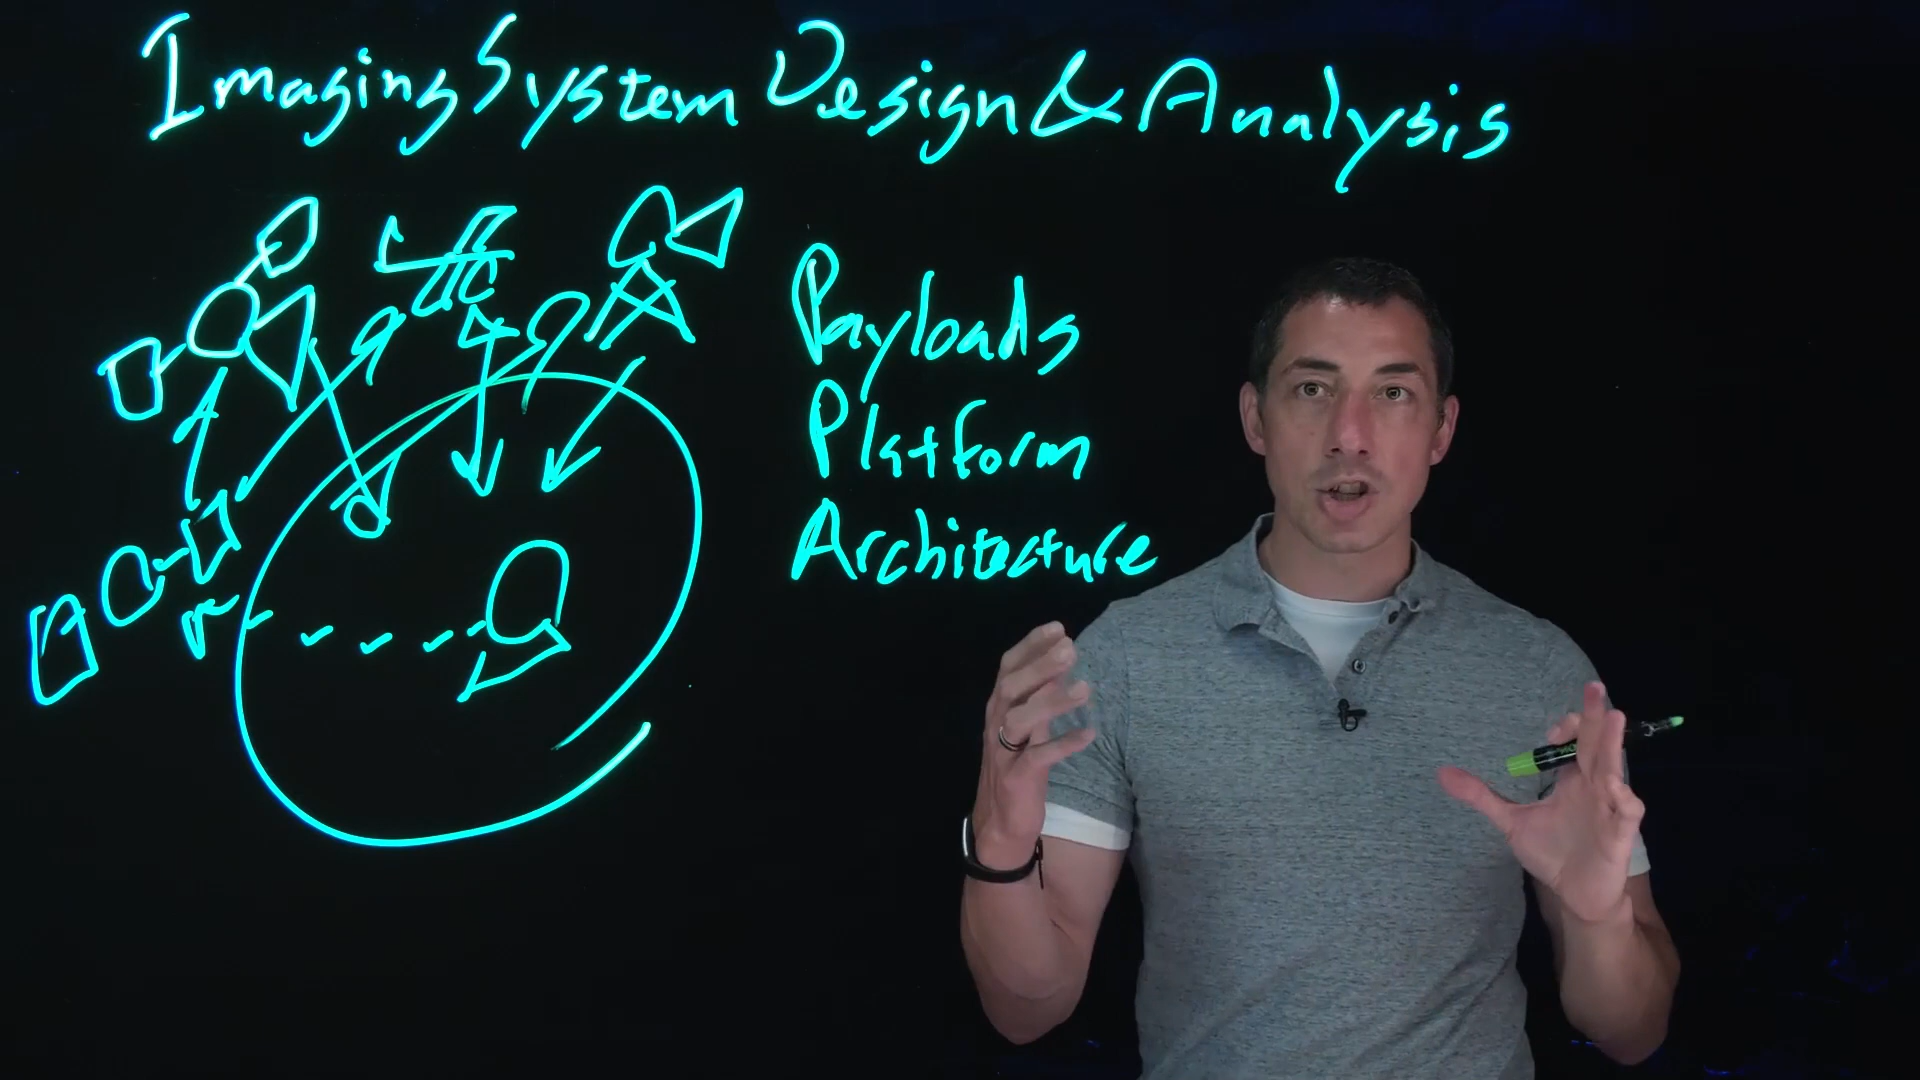 Imaging System Design & Analysis
Payloads
Platform
Architecture